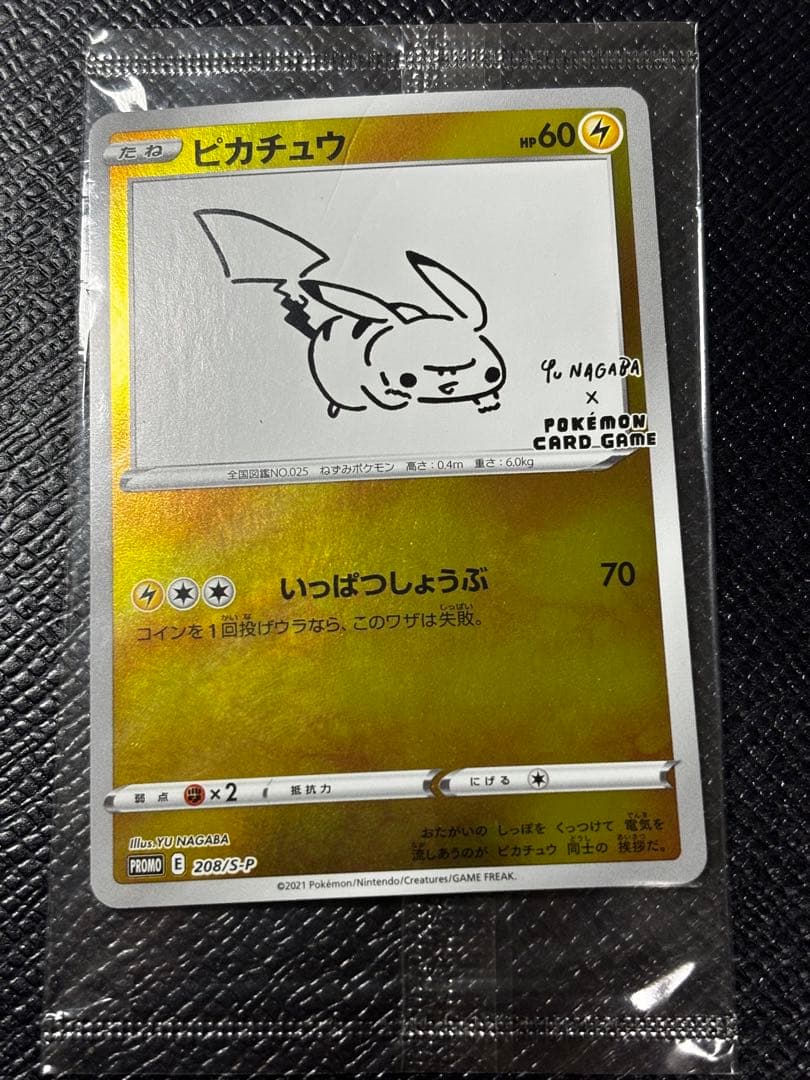 たね ピカチュウ HP60
Yu NAGABA
×
POKÉMON
CARD GAME
全国図鑑NO.025 ねずみポケモン 高さ:0.4m 重さ:6.0kg
いっぱつしょうぶ 70
コインを1回投げウラなら、このワザは失敗。
弱点 ×2 抵抗力 にげる
Illus.YU NAGABA
おたがいの しっぽを くっつけて 電気を
流しあうのが ピカチュウ 同士の 挨拶だ。
PROMO E 208/S-P
©2021 Pokémon/Nintendo/Creatures/GAME FREAK.